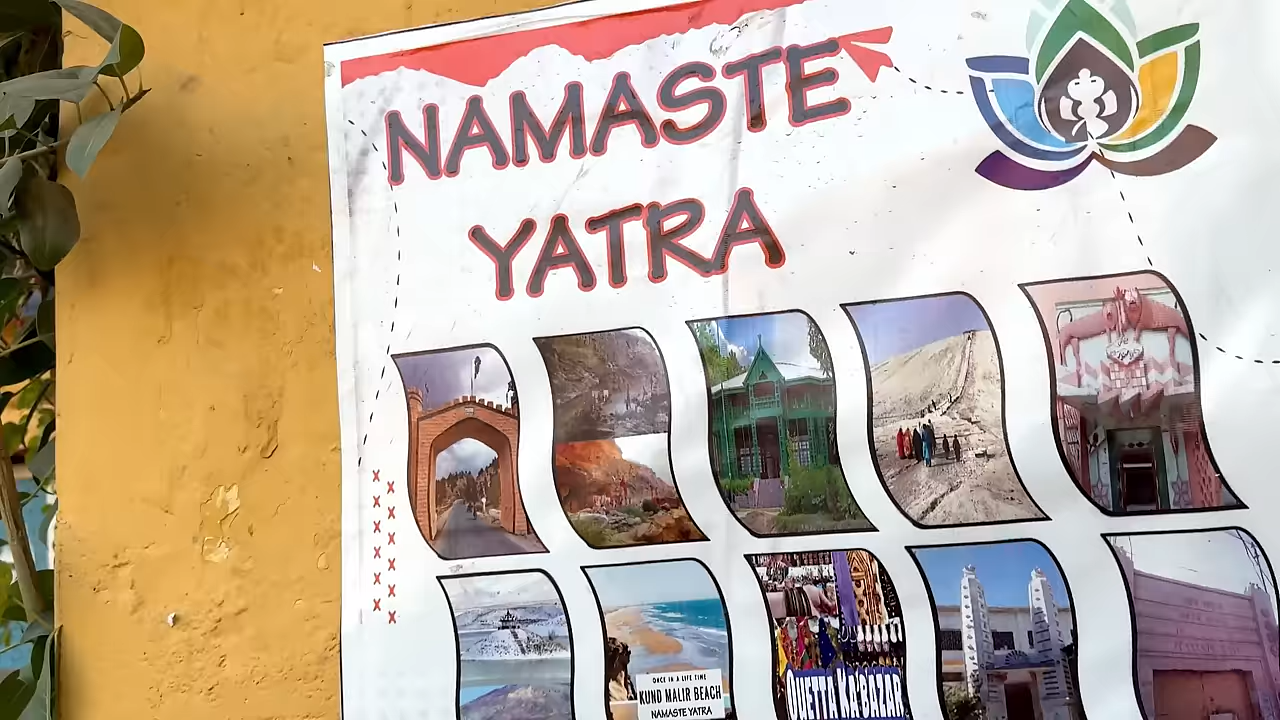 NAMASTE
YATRA
ONCE IN A LIFE TIME
KUND MALIR BEACH
NAMASTE YATRA
QUETTA KA BAZAR